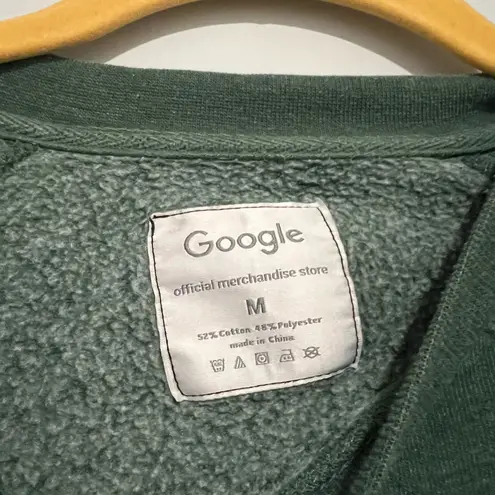 Google
official merchandise store
M
52% Cotton 48% Polyester
made in China